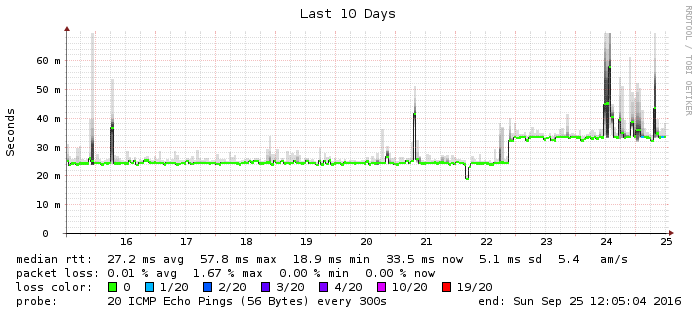 Last 10 Days
RRDTOOL / TOBI OETIKER
Seconds
60 m
50 m
40 m
30 m
20 m
10 m
0
16 17 18 19 20 21 22 23 24 25
median rtt: 27.2 ms avg 57.8 ms max 18.9 ms min 33.5 ms now 5.1 ms sd 5.4 am/s
packet loss: 0.01 % avg 1.67 % max 0.00 % min 0.00 % now
loss color: 0 1/20 2/20 3/20 4/20 10/20 19/20
probe: 20 ICMP Echo Pings (56 Bytes) every 300s end: Sun Sep 25 12:05:04 2016